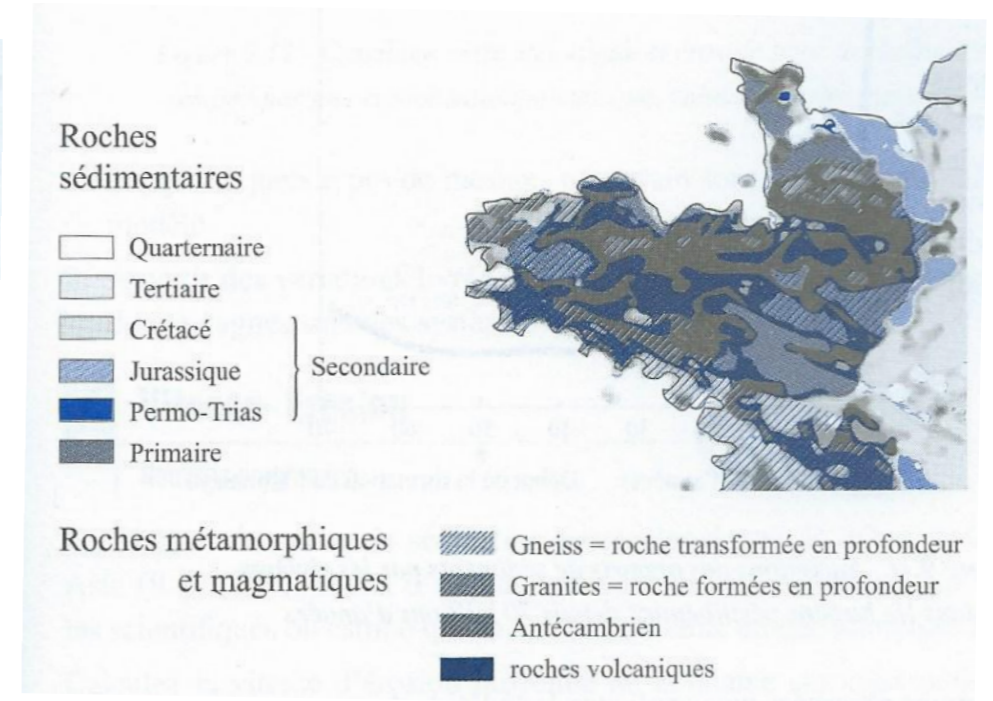 Roches
sédimentaires
Quarternaire
Tertiaire
Crétacé
Jurassique
Permo-Trias
Primaire
Secondaire
Roches métamorphiques
et magmatiques
Gneiss = roche transformée en profondeur
Granites = roche formées en profondeur
Antécambrien
roches volcaniques